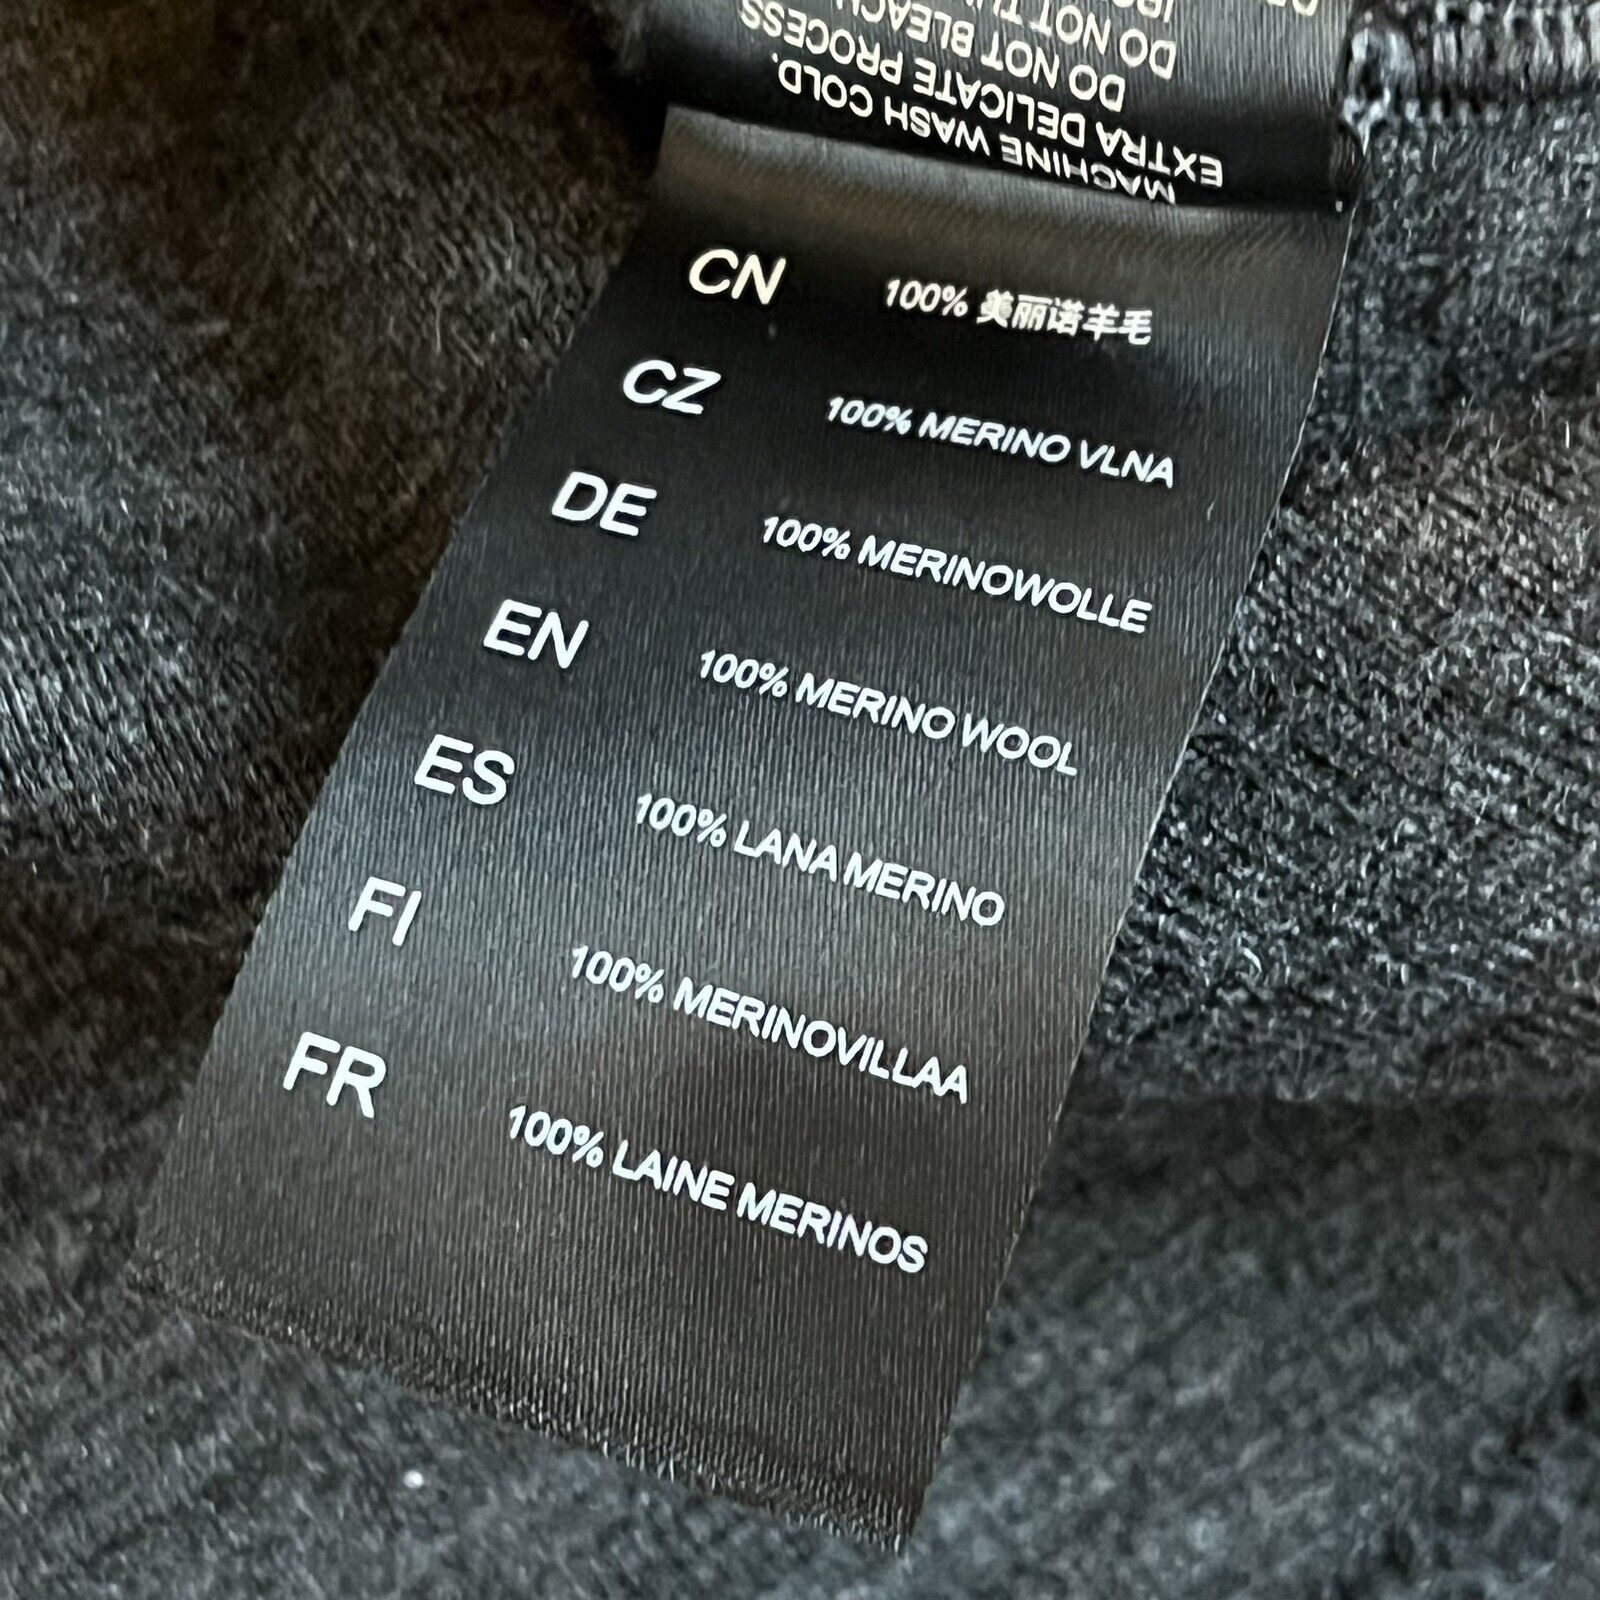 MACHINE WASH COLD.
EXTRA DELICATE PROCESS
DO NOT BLEACH
DO NOT
CN 100% 美丽诺羊毛
CZ 100% MERINO VLNA
DE 100% MERINOWOLLE
EN 100% MERINO WOOL
ES 100% LANA MERINO
FI 100% MERINOVILLAA
FR 100% LAINE MERINOS